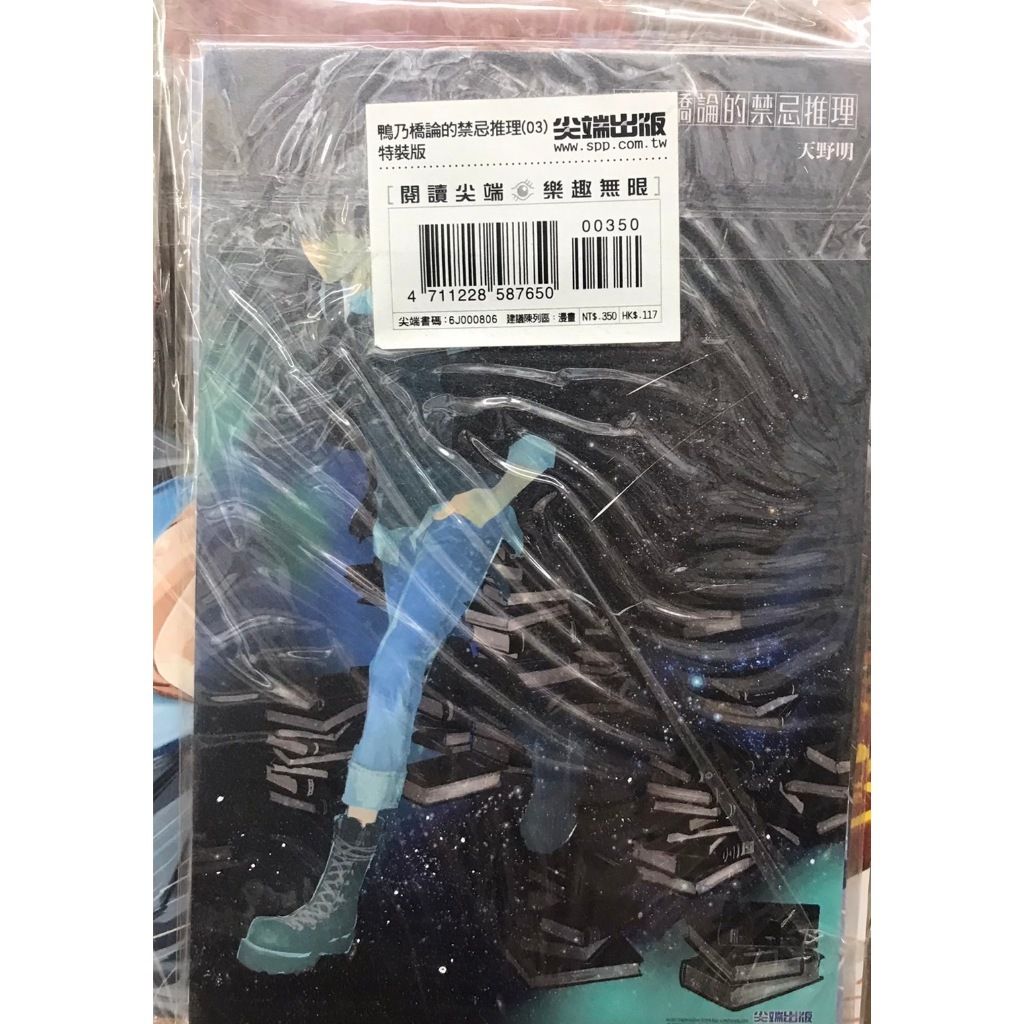 鴨乃橋論的禁忌推理(03)
特裝版
尖端出版
www.spp.com.tw
[閱讀尖端 樂趣無限]
00350
4 711228 587650
尖端書碼:6J000806 建議陳列區:漫畫 NT$.350 HK$.117
橋論的禁忌推理
天野明
尖端出版